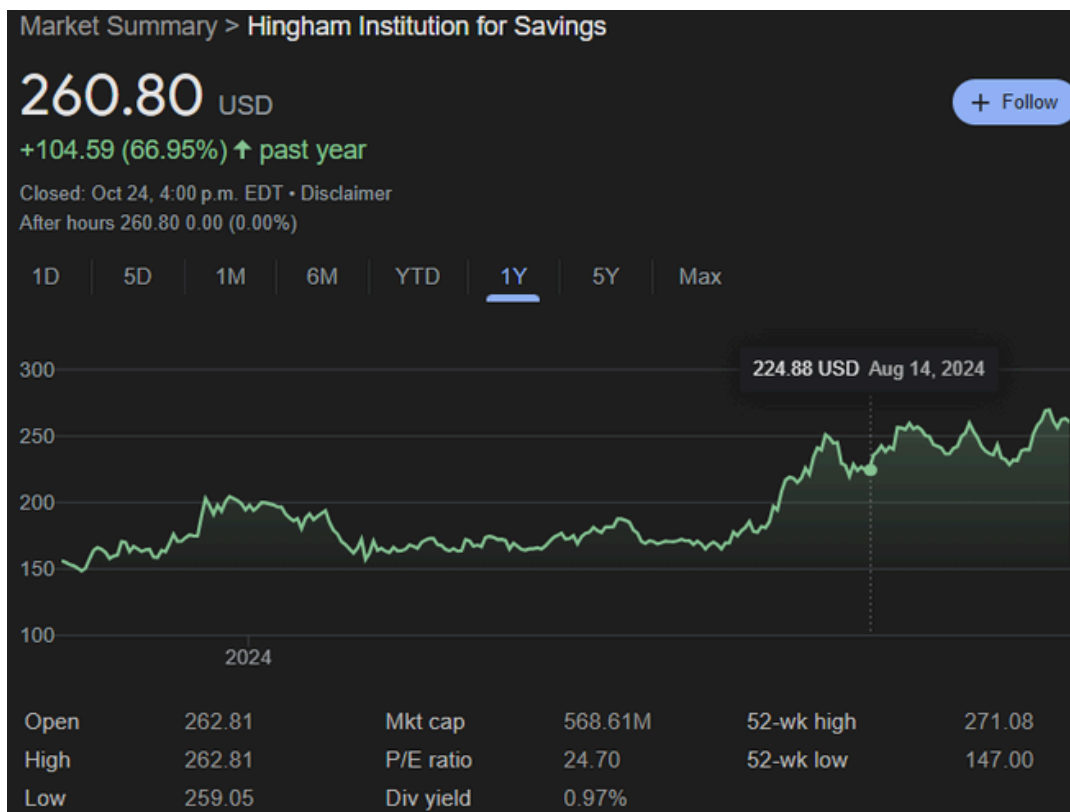 Market Summary > Hingham Institution for Savings
260.80 USD
+ Follow
+104.59 (66.95%) ↑ past year
Closed: Oct 24, 4:00 p.m. EDT • Disclaimer
After hours 260.80 0.00 (0.00%)
1D 5D 1M 6M YTD 1Y 5Y Max
224.88 USD Aug 14, 2024
300
250
200
150
100
2024
Open 262.81 Mkt cap 568.61M 52-wk high 271.08
High 262.81 P/E ratio 24.70 52-wk low 147.00
Low 259.05 Div yield 0.97%